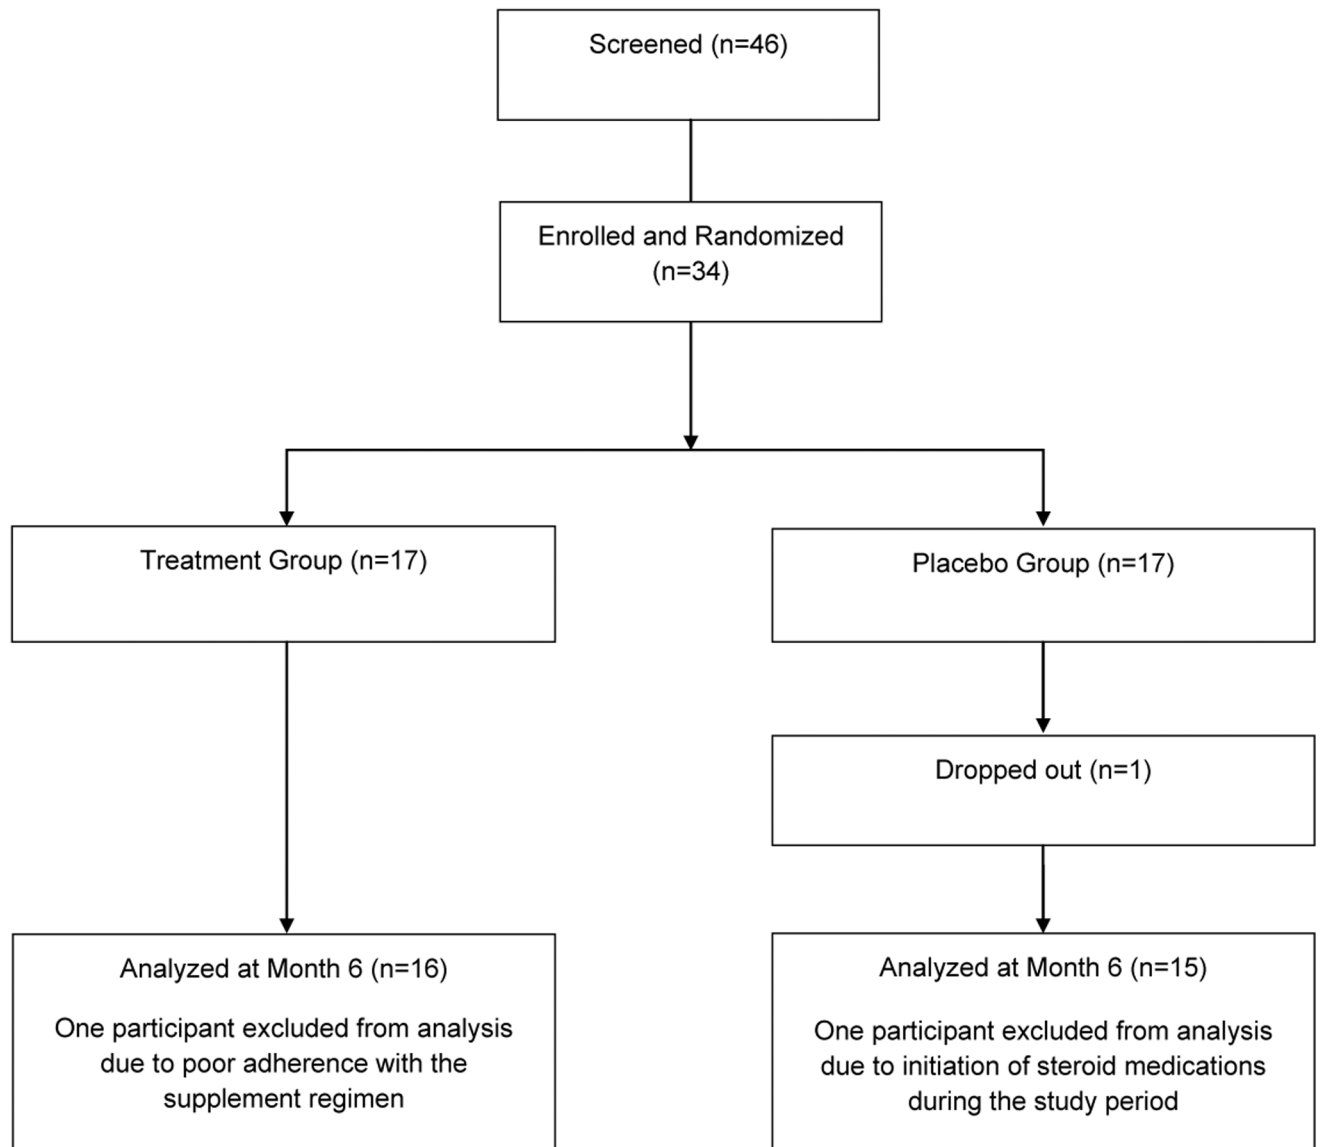 Screened (n=46)
Enrolled and Randomized
(n=34)
Treatment Group (n=17)
Placebo Group (n=17)
Dropped out (n=1)
Analyzed at Month 6 (n=16)
One participant excluded from analysis
due to poor adherence with the
supplement regimen
Analyzed at Month 6 (n=15)
One participant excluded from analysis
due to initiation of steroid medications
during the study period